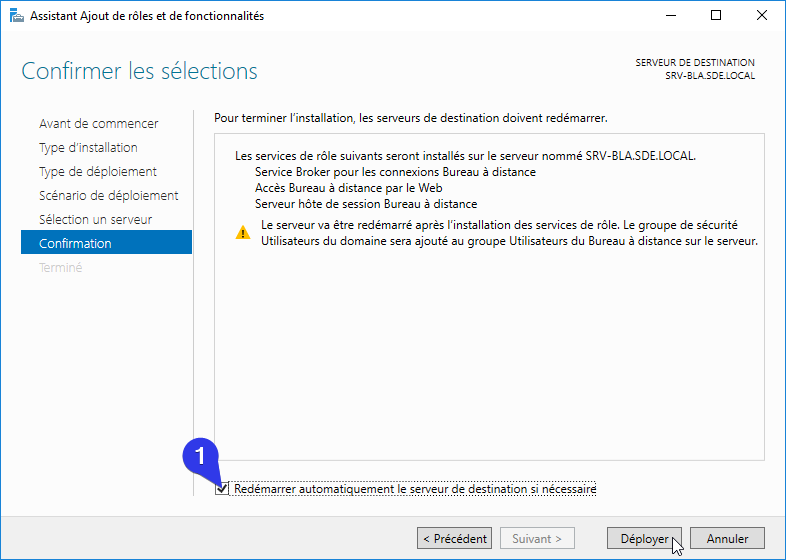 Assistant Ajout de rôles et de fonctionnalités
Confirmer les sélections
SERVEUR DE DESTINATION
SRV-BLA.SDE.LOCAL
Avant de commencer
Type d'installation
Type de déploiement
Scénario de déploiement
Sélection un serveur
Confirmation
Terminé
Pour terminer l'installation, les serveurs de destination doivent redémarrer.
Les services de rôle suivants seront installés sur le serveur nommé SRV-BLA.SDE.LOCAL.
Service Broker pour les connexions Bureau à distance
Accès Bureau à distance par le Web
Serveur hôte de session Bureau à distance
Le serveur va être redémarré après l'installation des services de rôle. Le groupe de sécurité
Utilisateurs du domaine sera ajouté au groupe Utilisateurs du Bureau à distance sur le serveur.
1
Redémarrer automatiquement le serveur de destination si nécessaire
< Précédent
Suivant >
Déployer
Annuler